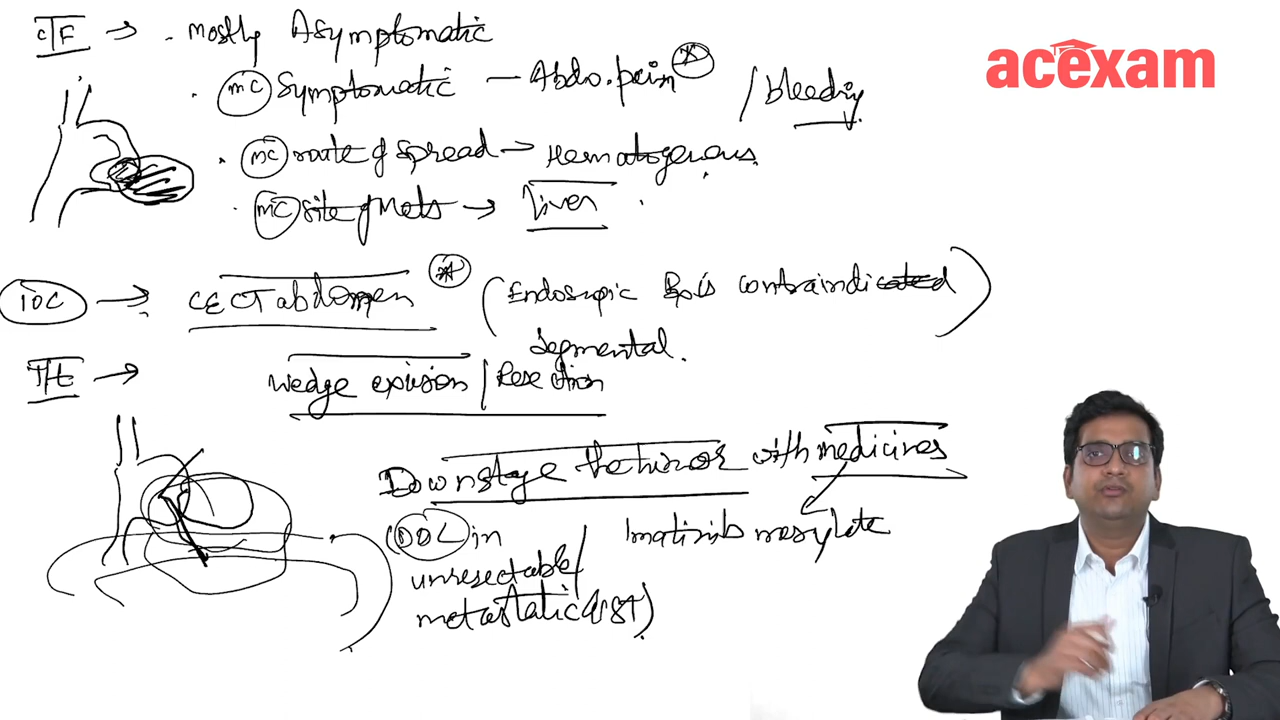 C/F → . mostly Asymptomatic
acexam
. mc Symptomatic - Abdo. pain * / bleeding
. mc route of spread → Hematogenous.
. mc site of Mets → Liver .
IOC → CECT abdomen * (Endoscopic Bx is contraindicated)
Segmental.
T/t → wedge excision / Resection
Downstage the tumor with medicines
(DOC in Imatinib mesylate
unresectable /
metastatic GIST)